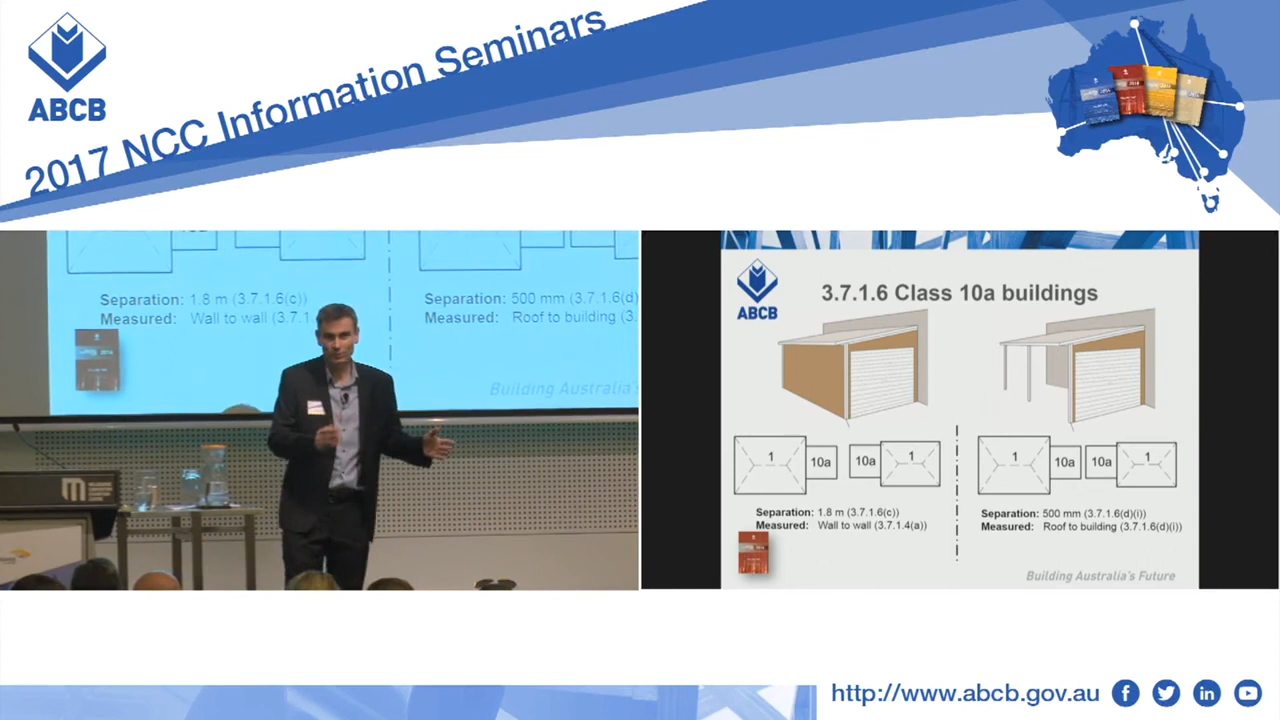 ABCB
2017 NCC Information Seminars
10a
Separation: 1.8 m (3.7.1.6(c))
Measured: Wall to wall (3.7.1
Separation: 500 mm (3.7.1.6(d)
Measured: Roof to building (3.
Building Australia's
ABCB
3.7.1.6 Class 10a buildings
1
10a
10a
1
1
10a
10a
1
Separation: 1.8 m (3.7.1.6(c))
Measured: Wall to wall (3.7.1.4(a))
Separation: 500 mm (3.7.1.6(d)(i))
Measured: Roof to building (3.7.1.6(d)(i))
Building Australia's Future
http://www.abcb.gov.au